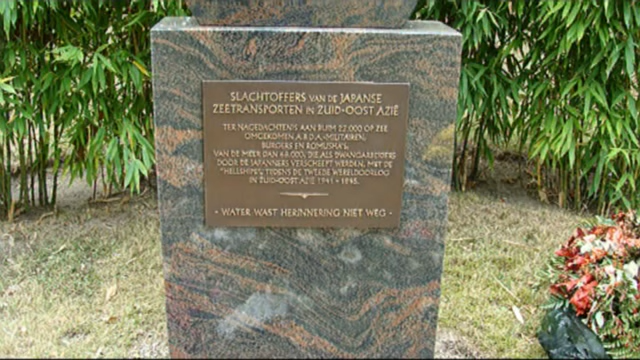 SLACHTOFFERS VAN DE JAPANSE
ZEETRANSPORTEN IN ZUID-OOST AZIË
TER NAGEDACHTENIS AAN RUIM 22.000 OP ZEE
OMGEKOMEN A.B.D.A.-MILITAIREN,
BURGERS EN ROMUSHA'S,
VAN DE MEER DAN 68.000, DIE ALS DWANGARBEIDERS
DOOR DE JAPANNERS VERSCHEEPT WERDEN, MET DE
"HELLSHIPS", TIJDENS DE TWEEDE WERELDOORLOG
IN ZUID-OOST AZIE 1941-1945.
- WATER WAST HERINNERING NIET WEG -